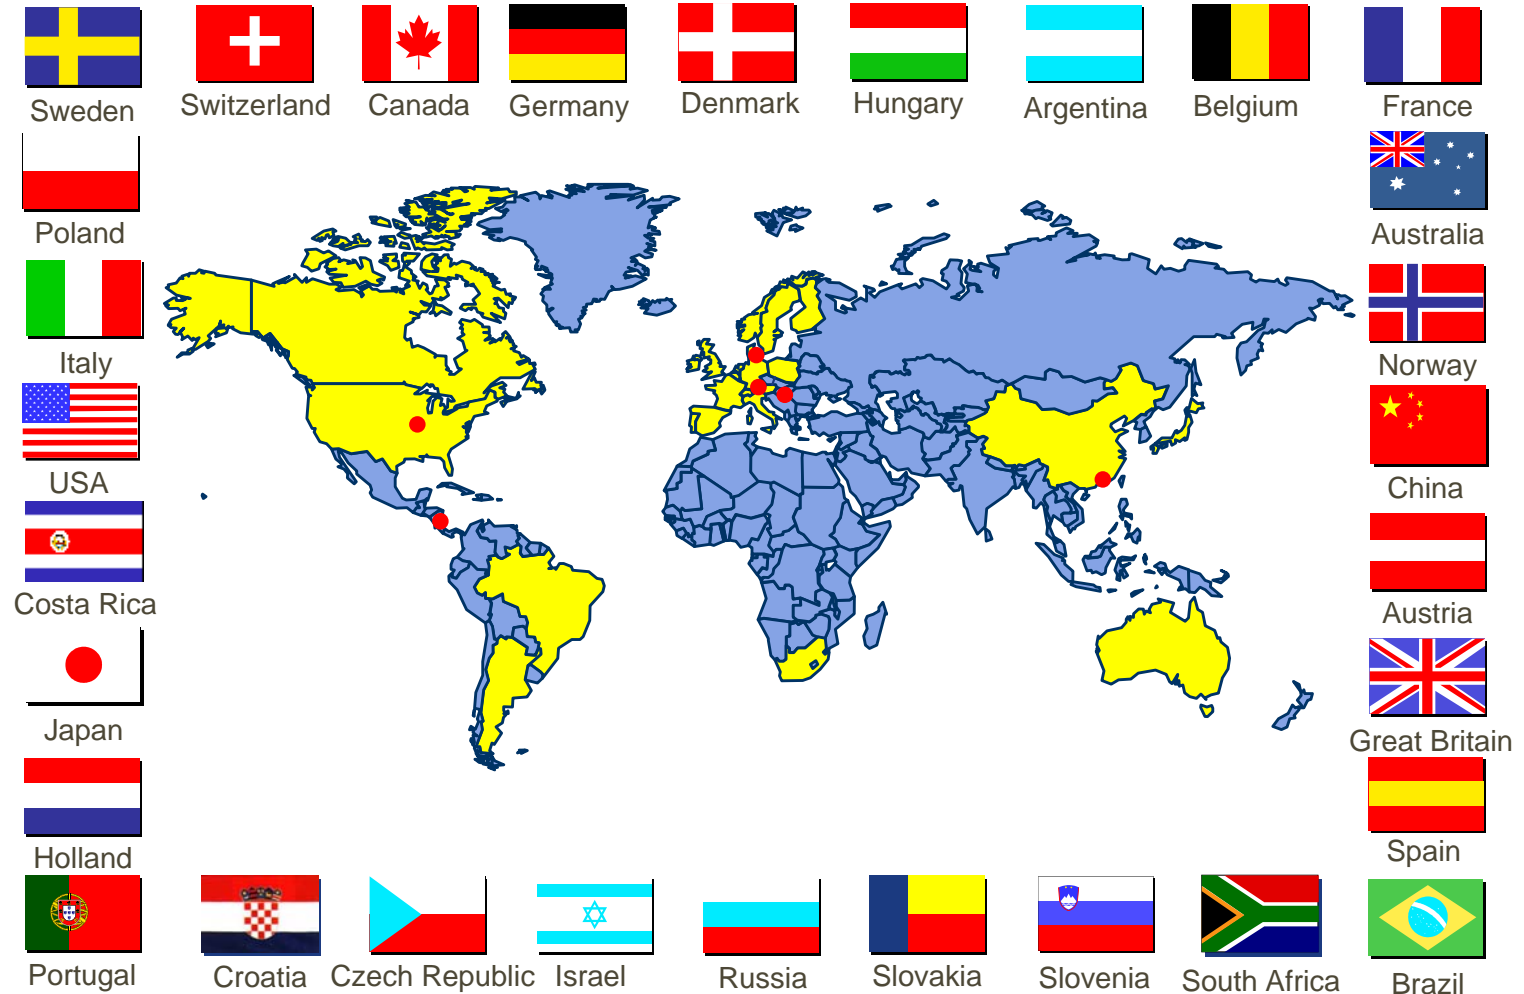 Sweden
Switzerland
Canada
Germany
Denmark
Hungary
Argentina
Belgium
France
Poland
Australia
Italy
Norway
USA
China
Costa Rica
Austria
Japan
Great Britain
Holland
Spain
Portugal
Croatia
Czech Republic
Israel
Russia
Slovakia
Slovenia
South Africa
Brazil